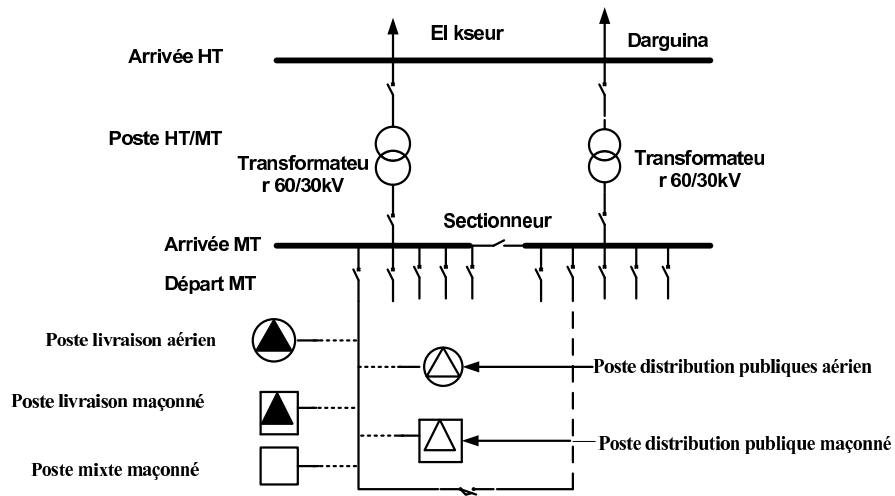 El kseur
Darguina
Arrivée HT
Poste HT/MT
Transformateu
r 60/30kV
Transformateu
r 60/30kV
Sectionneur
Arrivée MT
Départ MT
Poste livraison aérien
Poste distribution publiques aérien
Poste livraison maçonné
Poste distribution publique maçonné
Poste mixte maçonné